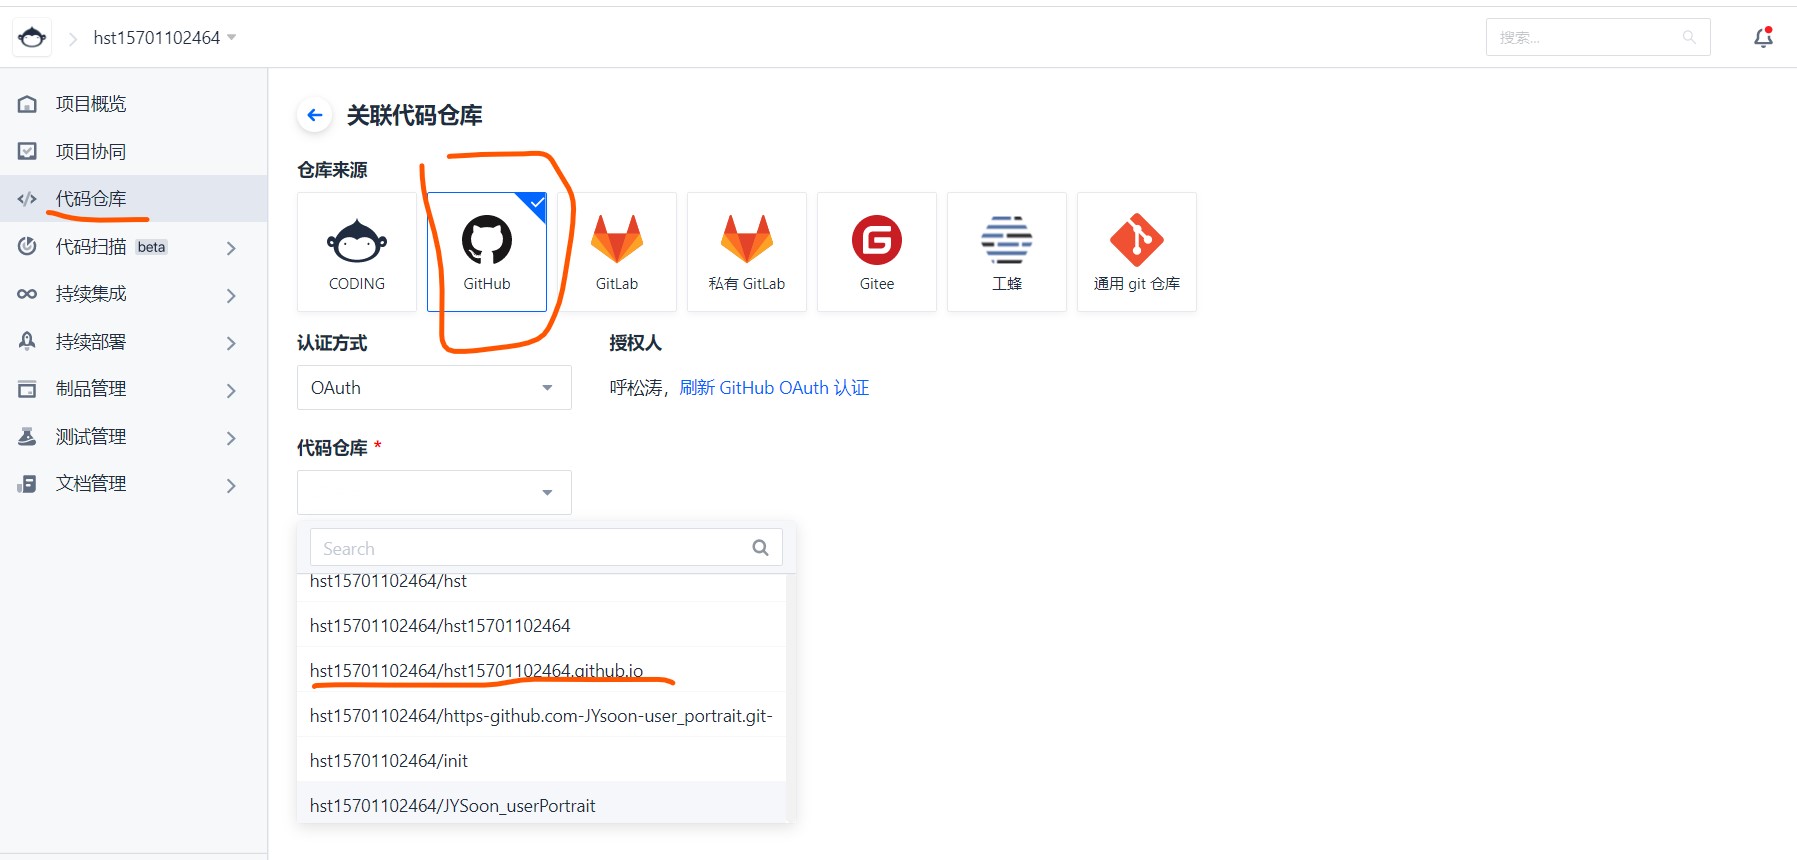 hst15701102464
搜索...
项目概览
项目协同
代码仓库
代码扫描 beta
持续集成
持续部署
制品管理
测试管理
文档管理
关联代码仓库
仓库来源
CODING
GitHub
GitLab
私有 GitLab
Gitee
工蜂
通用 git 仓库
认证方式
OAuth
授权人
呼松涛，刷新 GitHub OAuth 认证
代码仓库 *
Search
hst15701102464/hst
hst15701102464/hst15701102464
hst15701102464/hst15701102464.github.io
hst15701102464/https-github.com-JYsoon-user_portrait.git-
hst15701102464/init
hst15701102464/JYSoon_userPortrait